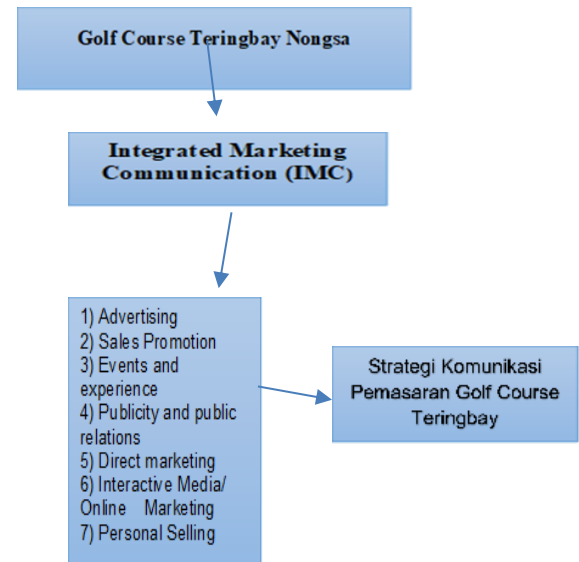 Golf Course Teringbay Nongsa
Integrated Marketing
Communication (IMC)
1) Advertising
2) Sales Promotion
3) Events and
experience
4) Publicity and public
relations
5) Direct marketing
6) Interactive Media/
Online Marketing
7) Personal Selling
Strategi Komunikasi
Pemasaran Golf Course
Teringbay